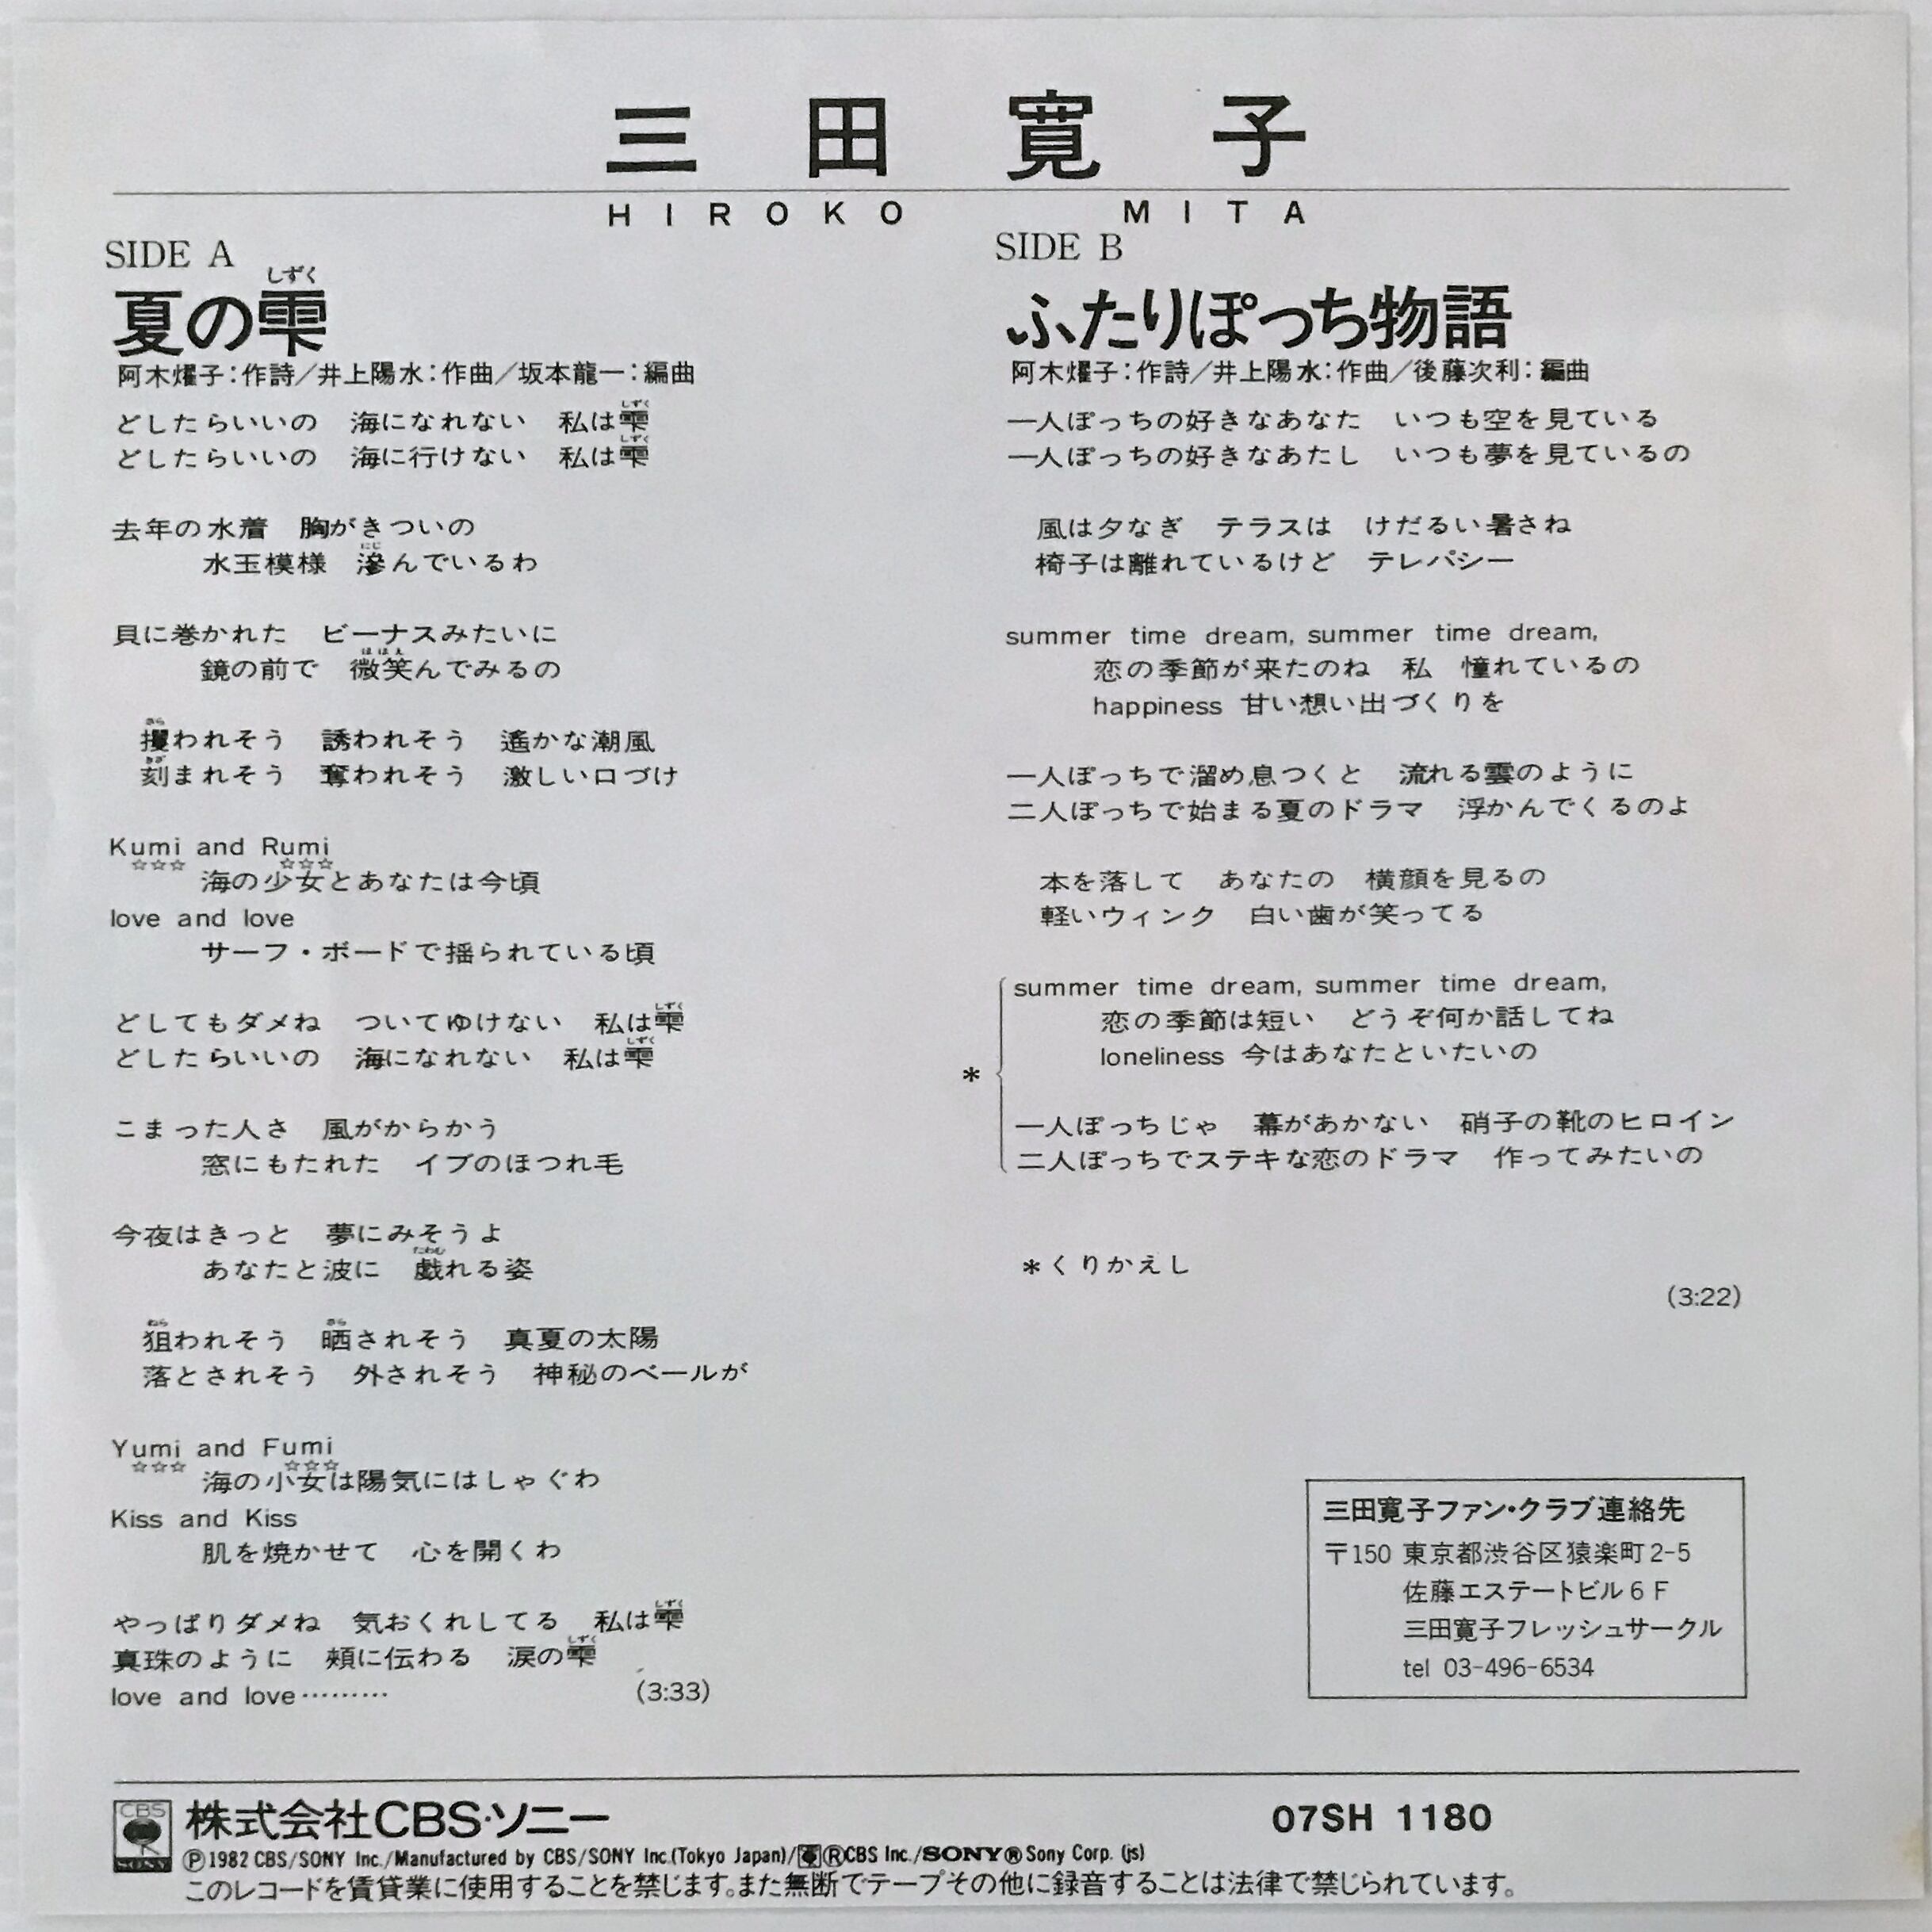 三田寛子
HIROKO MITA
SIDE A
しずく
夏の雫
阿木燿子：作詩／井上陽水：作曲／坂本龍一：編曲
しずく
どしたらいいの　海になれない　私は雫
しずく
どしたらいいの　海に行けない　私は雫
去年の水着　胸がきついの
にじ
水玉模様　滲んでいるわ
貝に巻かれた　ビーナスみたいに
ほほえ
鏡の前で　微笑んでみるの
さら
攫われそう　誘われそう　遙かな潮風
きざ
刻まれそう　奪われそう　激しい口づけ
Kumi and Rumi
☆☆☆　☆☆☆
海の少女とあなたは今頃
love and love
サーフ・ボードで揺られている頃
しずく
どしてもダメね　ついてゆけない　私は雫
しずく
どしたらいいの　海になれない　私は雫
こまった人さ　風がからかう
窓にもたれた　イブのほつれ毛
今夜はきっと　夢にみそうよ
たわむ
あなたと波に　戯れる姿
ねら　さら
狙われそう　晒されそう　真夏の太陽
落とされそう　外されそう　神秘のベールが
Yumi and Fumi
☆☆☆　☆☆☆
海の小女は陽気にはしゃぐわ
Kiss and Kiss
肌を焼かせて　心を開くわ
しずく
やっぱりダメね　気おくれしてる　私は雫
しずく
真珠のように　頬に伝わる　涙の雫
love and love………
(3:33)
SIDE B
ふたりぽっち物語
阿木燿子：作詩／井上陽水：作曲／後藤次利：編曲
一人ぽっちの好きなあなた　いつも空を見ている
一人ぽっちの好きなあたし　いつも夢を見ているの
風は夕なぎ　テラスは　けだるい暑さね
椅子は離れているけど　テレパシー
summer time dream, summer time dream,
恋の季節が来たのね　私　憧れているの
happiness 甘い想い出づくりを
一人ぽっちで溜め息つくと　流れる雲のように
二人ぽっちで始まる夏のドラマ　浮かんでくるのよ
本を落して　あなたの　横顔を見るの
軽いウィンク　白い歯が笑ってる
summer time dream, summer time dream,
恋の季節は短い　どうぞ何か話してね
loneliness 今はあなたといたいの
*
一人ぽっちじゃ　幕があかない　硝子の靴のヒロイン
二人ぽっちでステキな恋のドラマ　作ってみたいの
*くりかえし
(3:22)
三田寛子ファン・クラブ連絡先
〒150 東京都渋谷区猿楽町2-5
佐藤エステートビル6F
三田寛子フレッシュサークル
tel 03-496-6534
CBS
SONY
株式会社CBS・ソニー
07SH 1180
Ⓟ1982 CBS/SONY Inc./Manufactured by CBS/SONY Inc.(Tokyo Japan)/®CBS Inc./SONY® Sony Corp. (js)
このレコードを賃貸業に使用することを禁じます。また無断でテープその他に録音することは法律で禁じられています。